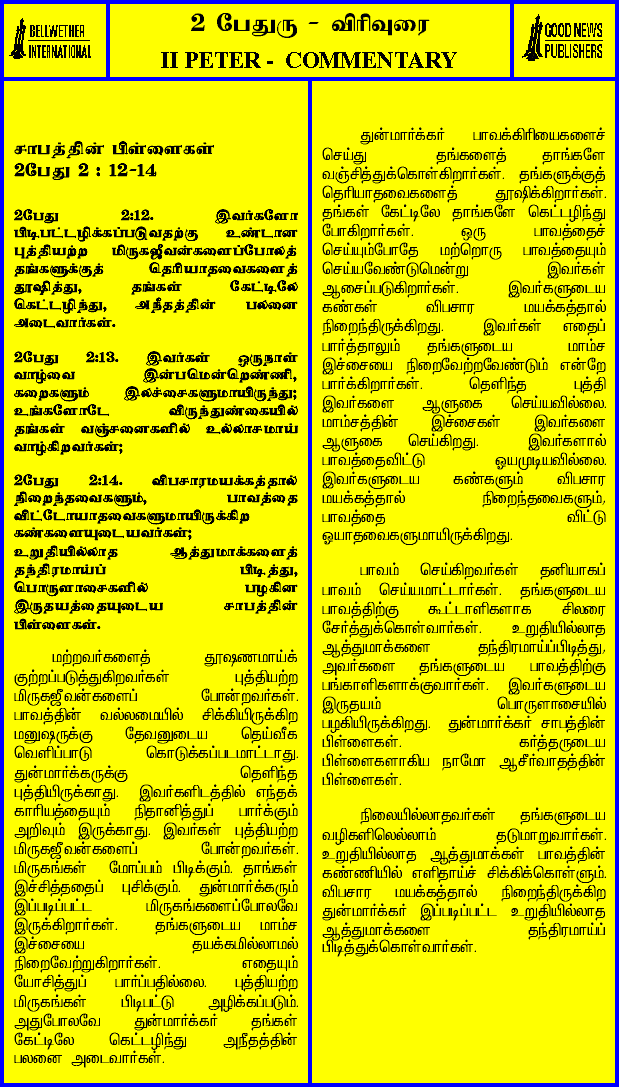 BELLWETHER
INTERNATIONAL
2 பேதுரு - விரிவுரை
II PETER - COMMENTARY
GOOD NEWS
PUBLISHERS
சாபத்தின் பிள்ளைகள்
2பேது 2 : 12-14
2பேது 2:12. இவர்களோ
பிடிபட்டழிக்கப்படுவதற்கு உண்டான
புத்தியற்ற மிருகஜீவன்களைப்போலத்
தங்களுக்குத் தெரியாதவைகளைத்
தூஷித்து, தங்கள் கேட்டிலே
கெட்டழிந்து, அநீதத்தின் பலனை
அடைவார்கள்.
2பேது 2:13. இவர்கள் ஒருநாள்
வாழ்வை இன்பமென்றெண்ணி,
கறைகளும் இலச்சைகளுமாயிருந்து;
உங்களோடே விருந்துண்கையில்
தங்கள் வஞ்சனைகளில் உல்லாசமாய்
வாழ்கிறவர்கள்;
2பேது 2:14. விபசாரமயக்கத்தால்
நிறைந்தவைகளும், பாவத்தை
விட்டோயாதவைகளுமாயிருக்கிற
கண்களையுடையவர்கள்;
உறுதியில்லாத ஆத்துமாக்களைத்
தந்திரமாய்ப் பிடித்து,
பொருளாசைகளில் பழகின
இருதயத்தையுடைய சாபத்தின்
பிள்ளைகள்.
மற்றவர்களைத் தூஷணமாய்க்
குற்றப்படுத்துகிறவர்கள் புத்தியற்ற
மிருகஜீவன்களைப் போன்றவர்கள்.
பாவத்தின் வல்லமையில் சிக்கியிருக்கிற
மனுஷருக்கு தேவனுடைய தெய்வீக
வெளிப்பாடு கொடுக்கப்படமாட்டாது.
துன்மார்க்கருக்கு தெளிந்த
புத்தியிருக்காது. இவர்களிடத்தில் எந்தக்
காரியத்தையும் நிதானித்துப் பார்க்கும்
அறிவும் இருக்காது. இவர்கள் புத்தியற்ற
மிருகஜீவன்களைப் போன்றவர்கள்.
மிருகங்கள் மோப்பம் பிடிக்கும். தாங்கள்
இச்சித்ததைப் புசிக்கும். துன்மார்க்கரும்
இப்படிப்பட்ட மிருகங்களைப்போலவே
இருக்கிறார்கள். தங்களுடைய மாம்ச
இச்சையை தயக்கமில்லாமல்
நிறைவேற்றுகிறார்கள். எதையும்
யோசித்துப் பார்ப்பதில்லை. புத்தியற்ற
மிருகங்கள் பிடிபட்டு அழிக்கப்படும்.
அதுபோலவே துன்மார்க்கர் தங்கள்
கேட்டிலே கெட்டழிந்து அநீதத்தின்
பலனை அடைவார்கள்.
துன்மார்க்கர் பாவக்கிரியைகளைச்
செய்து தங்களைத் தாங்களே
வஞ்சித்துக்கொள்கிறார்கள். தங்களுக்குத்
தெரியாதவைகளைத் தூஷிக்கிறார்கள்.
தங்கள் கேட்டிலே தாங்களே கெட்டழிந்து
போகிறார்கள். ஒரு பாவத்தைச்
செய்யும்போதே மற்றொரு பாவத்தையும்
செய்யவேண்டுமென்று இவர்கள்
ஆசைப்படுகிறார்கள். இவர்களுடைய
கண்கள் விபசார மயக்கத்தால்
நிறைந்திருக்கிறது. இவர்கள் எதைப்
பார்த்தாலும் தங்களுடைய மாம்ச
இச்சையை நிறைவேற்றவேண்டும் என்றே
பார்க்கிறார்கள். தெளிந்த புத்தி
இவர்களை ஆளுகை செய்யவில்லை.
மாம்சத்தின் இச்சைகள் இவர்களை
ஆளுகை செய்கிறது. இவர்களால்
பாவத்தைவிட்டு ஓயமுடியவில்லை.
இவர்களுடைய கண்களும் விபசார
மயக்கத்தால் நிறைந்தவைகளும்,
பாவத்தை விட்டு
ஓயாதவைகளுமாயிருக்கிறது.
பாவம் செய்கிறவர்கள் தனியாகப்
பாவம் செய்யமாட்டார்கள். தங்களுடைய
பாவத்திற்கு கூட்டாளிகளாக சிலரை
சேர்த்துக்கொள்வார்கள். உறுதியில்லாத
ஆத்துமாக்களை தந்திரமாய்ப்பிடித்து,
அவர்களை தங்களுடைய பாவத்திற்கு
பங்காளிகளாக்குவார்கள். இவர்களுடைய
இருதயம் பொருளாசையில்
பழகியிருக்கிறது. துன்மார்க்கர் சாபத்தின்
பிள்ளைகள். கர்த்தருடைய
பிள்ளைகளாகிய நாமோ ஆசீர்வாதத்தின்
பிள்ளைகள்.
நிலையில்லாதவர்கள் தங்களுடைய
வழிகளிலெல்லாம் தடுமாறுவார்கள்.
உறுதியில்லாத ஆத்துமாக்கள் பாவத்தின்
கண்ணியில் எளிதாய்ச் சிக்கிக்கொள்ளும்.
விபசார மயக்கத்தால் நிறைந்திருக்கிற
துன்மார்க்கர் இப்படிப்பட்ட உறுதியில்லாத
ஆத்துமாக்களை தந்திரமாய்ப்
பிடித்துக்கொள்வார்கள்.